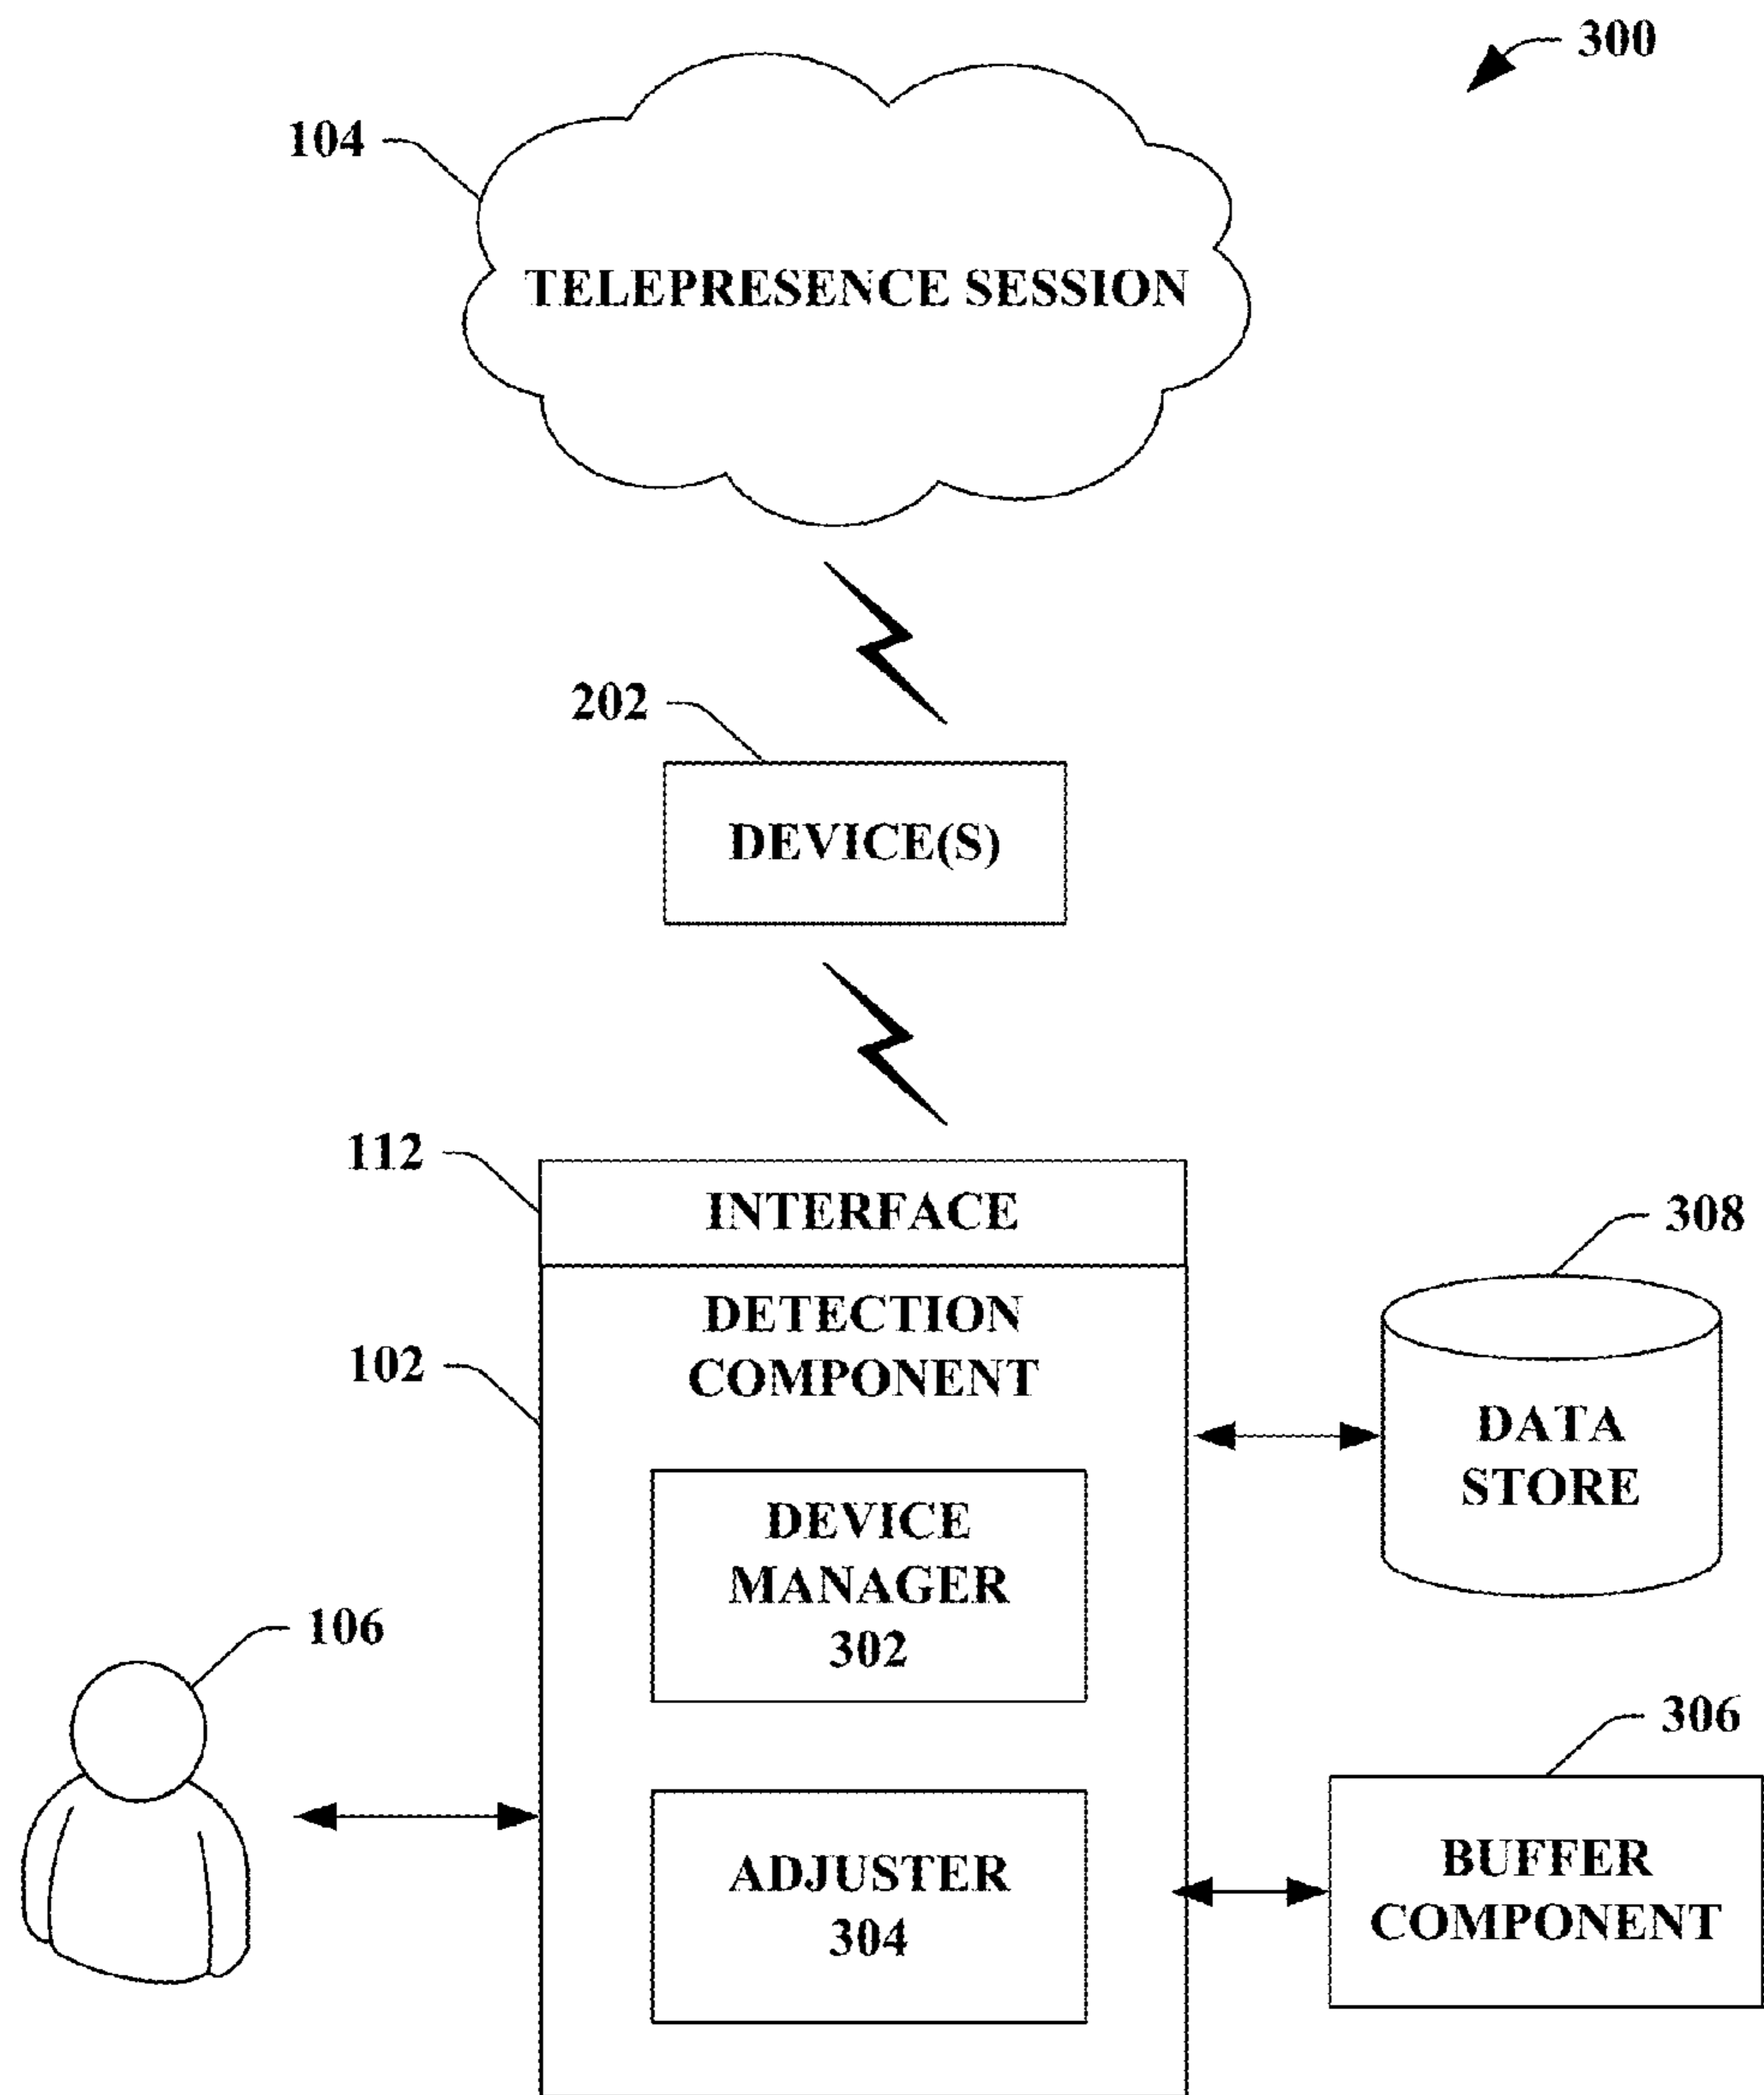 300
104
TELEPRESENCE SESSION
202
DEVICE(S)
112
INTERFACE
308
DETECTION
COMPONENT
102
DATA
STORE
DEVICE
MANAGER
302
106
306
ADJUSTER
304
BUFFER
COMPONENT